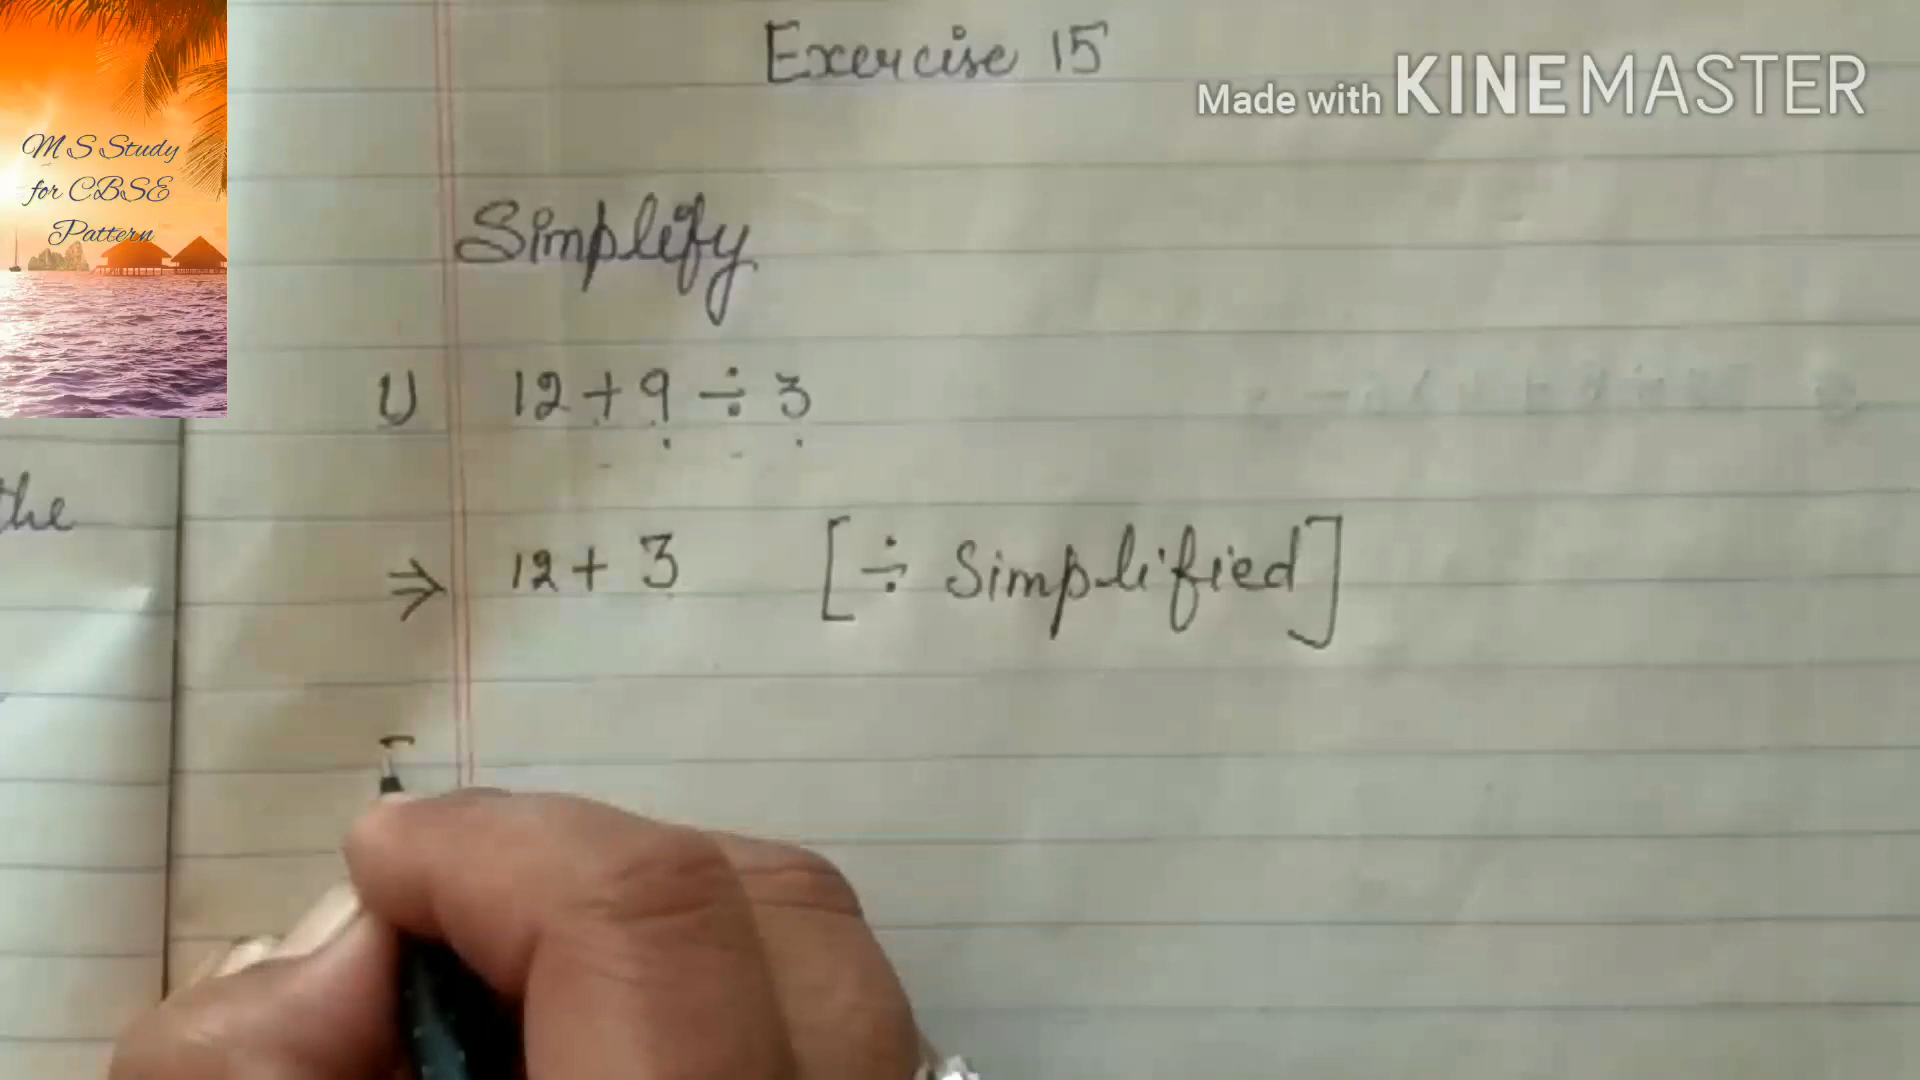 Exercise 15
Made with KINEMASTER
M S Study
for CBSE
Pattern
Simplify
1) 12 + 9 ÷ 3
the
⇒ 12 + 3 [÷ Simplified]